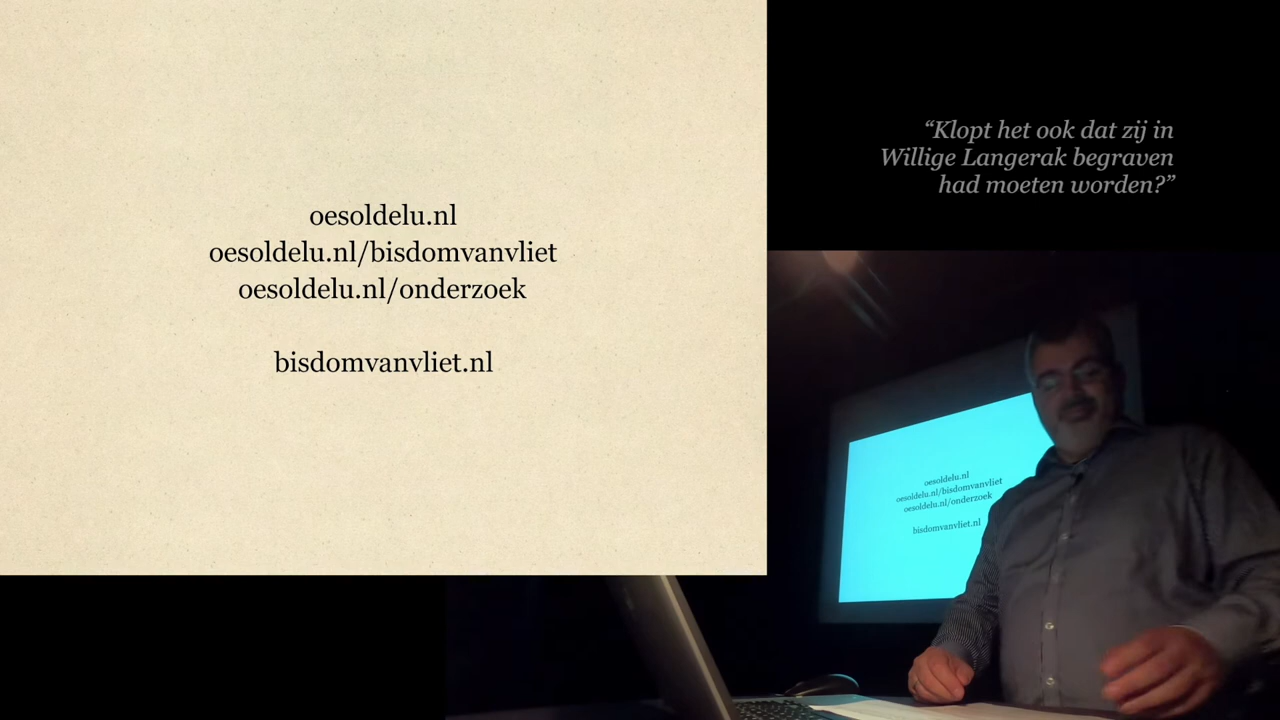 oesoldelu.nl
oesoldelu.nl/bisdomvanvliet
oesoldelu.nl/onderzoek
bisdomvanvliet.nl
“Klopt het ook dat zij in
Willige Langerak begraven
had moeten worden?”
oesoldelu.nl
oesoldelu.nl/bisdomvanvliet
oesoldelu.nl/onderzoek
bisdomvanvliet.nl